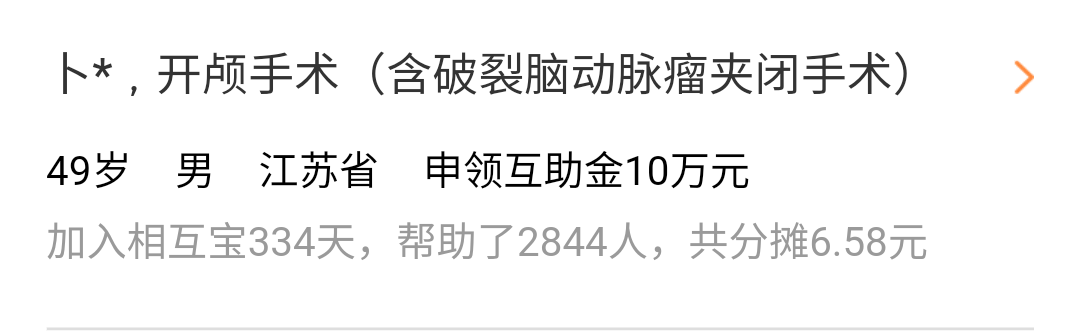 卜*，开颅手术（含破裂脑动脉瘤夹闭手术）
49岁 男 江苏省 申领互助金10万元
加入相互宝334天，帮助了2844人，共分摊6.58元